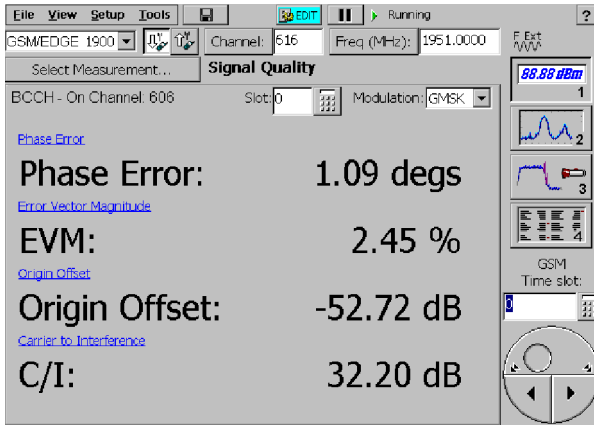 File View Setup Tools EDIT Running ?
GSM/EDGE 1900 Channel: 616 Freq (MHz): 1951.0000 F Ext
Select Measurement... Signal Quality
88.88 dBm
1
BCCH - On Channel: 606 Slot: 0 Modulation: GMSK
2
Phase Error
Phase Error: 1.09 degs
3
Error Vector Magnitude
EVM: 2.45 %
4
Origin Offset
GSM
Time slot:
Origin Offset: -52.72 dB
0
Carrier to Interference
C/I: 32.20 dB